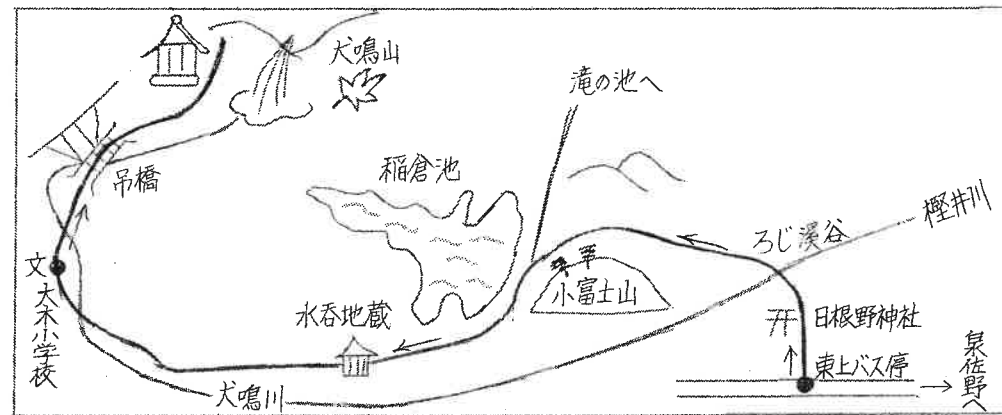 犬鳴山
滝の池へ
吊橋
稲倉池
樫井川
ろじ渓谷
小富士山
文
大木小学校
水呑地蔵
日根野神社
東上バス停
泉佐野へ
犬鳴川